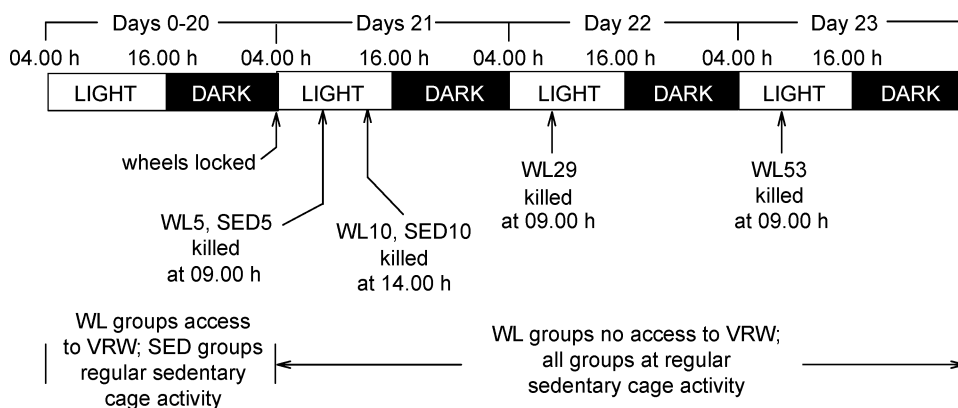 Days 0-20
Days 21
Day 22
Day 23
04.00 h
16.00 h
04.00 h
16.00 h
04.00 h
16.00 h
04.00 h
16.00 h
LIGHT
DARK
LIGHT
DARK
LIGHT
DARK
LIGHT
DARK
wheels locked
WL5, SED5
killed
at 09.00 h
WL10, SED10
killed
at 14.00 h
WL29
killed
at 09.00 h
WL53
killed
at 09.00 h
WL groups access
to VRW; SED groups
regular sedentary
cage activity
WL groups no access to VRW;
all groups at regular
sedentary cage activity